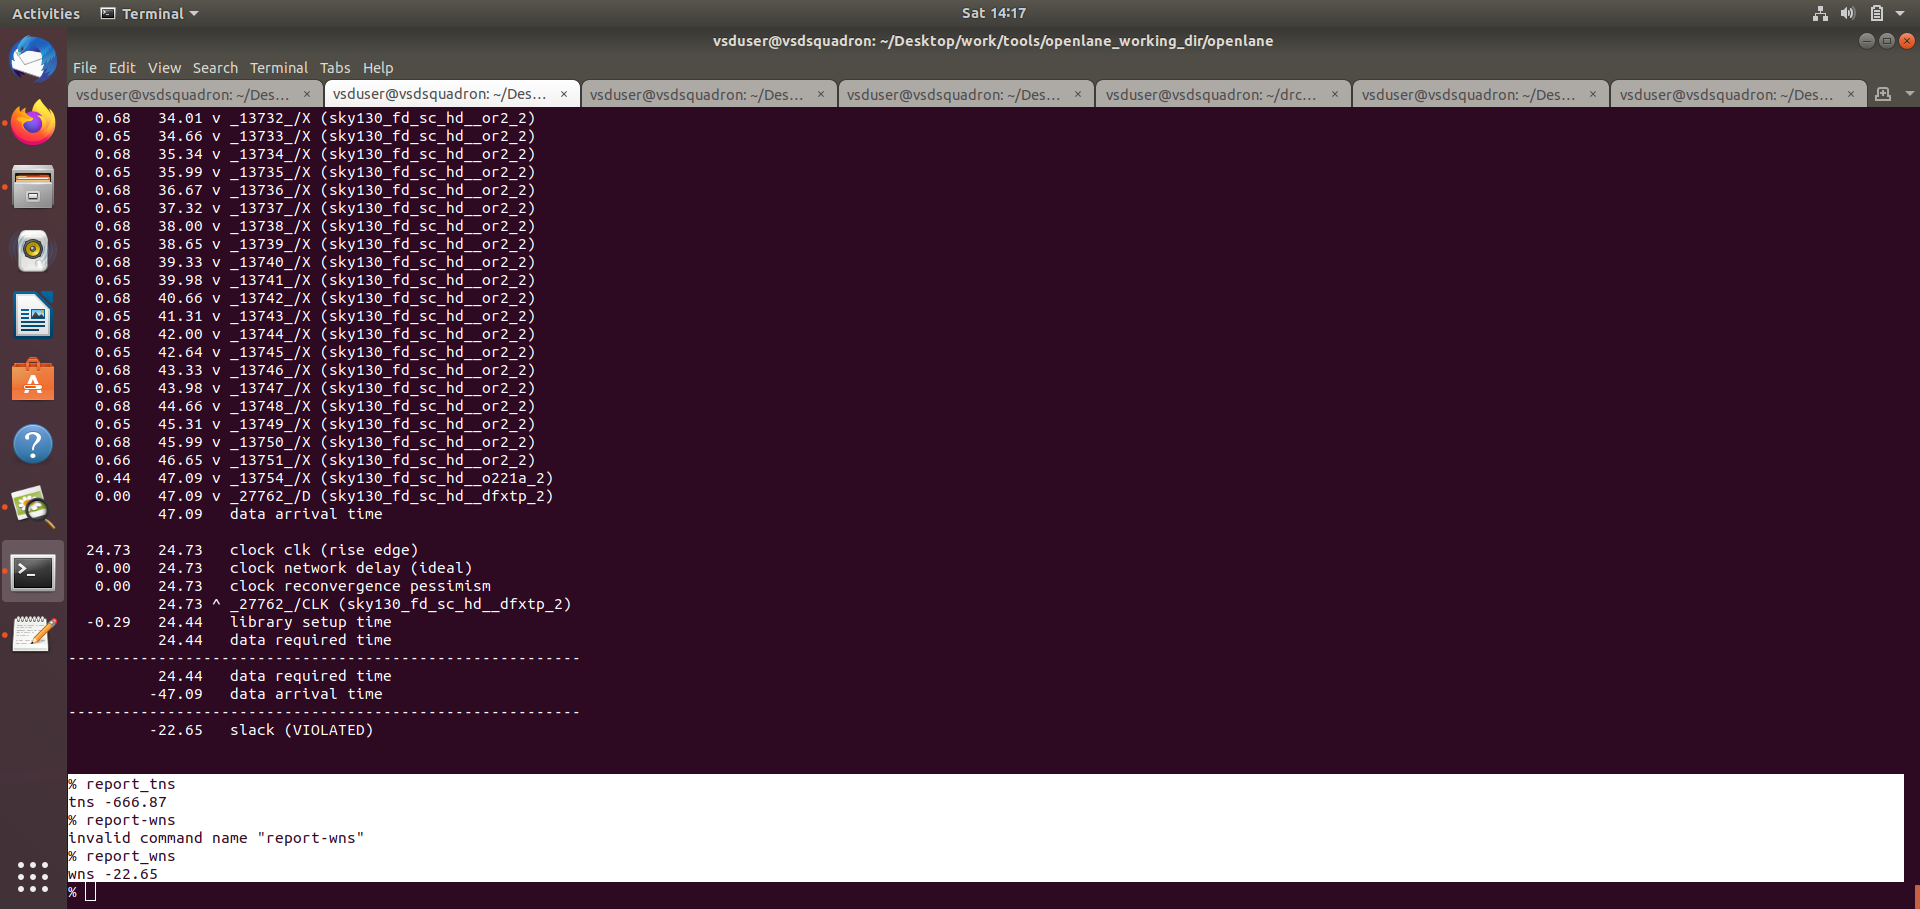 Activities Terminal Sat 14:17
vsduser@vsdsquadron: ~/Desktop/work/tools/openlane_working_dir/openlane
File Edit View Search Terminal Tabs Help
vsduser@vsdsquadron: ~/Des... × vsduser@vsdsquadron: ~/Des... × vsduser@vsdsquadron: ~/Des... × vsduser@vsdsquadron: ~/Des... × vsduser@vsdsquadron: ~/drc... × vsduser@vsdsquadron: ~/Des... × vsduser@vsdsquadron: ~/Des... ×
0.68 34.01 v _13732_/X (sky130_fd_sc_hd__or2_2)
0.65 34.66 v _13733_/X (sky130_fd_sc_hd__or2_2)
0.68 35.34 v _13734_/X (sky130_fd_sc_hd__or2_2)
0.65 35.99 v _13735_/X (sky130_fd_sc_hd__or2_2)
0.68 36.67 v _13736_/X (sky130_fd_sc_hd__or2_2)
0.65 37.32 v _13737_/X (sky130_fd_sc_hd__or2_2)
0.68 38.00 v _13738_/X (sky130_fd_sc_hd__or2_2)
0.65 38.65 v _13739_/X (sky130_fd_sc_hd__or2_2)
0.68 39.33 v _13740_/X (sky130_fd_sc_hd__or2_2)
0.65 39.98 v _13741_/X (sky130_fd_sc_hd__or2_2)
0.68 40.66 v _13742_/X (sky130_fd_sc_hd__or2_2)
0.65 41.31 v _13743_/X (sky130_fd_sc_hd__or2_2)
0.68 42.00 v _13744_/X (sky130_fd_sc_hd__or2_2)
0.65 42.64 v _13745_/X (sky130_fd_sc_hd__or2_2)
0.68 43.33 v _13746_/X (sky130_fd_sc_hd__or2_2)
0.65 43.98 v _13747_/X (sky130_fd_sc_hd__or2_2)
0.68 44.66 v _13748_/X (sky130_fd_sc_hd__or2_2)
0.65 45.31 v _13749_/X (sky130_fd_sc_hd__or2_2)
0.68 45.99 v _13750_/X (sky130_fd_sc_hd__or2_2)
0.66 46.65 v _13751_/X (sky130_fd_sc_hd__or2_2)
0.44 47.09 v _13754_/X (sky130_fd_sc_hd__o221a_2)
0.00 47.09 v _27762_/D (sky130_fd_sc_hd__dfxtp_2)
47.09 data arrival time
24.73 24.73 clock clk (rise edge)
0.00 24.73 clock network delay (ideal)
0.00 24.73 clock reconvergence pessimism
24.73 ^ _27762_/CLK (sky130_fd_sc_hd__dfxtp_2)
-0.29 24.44 library setup time
24.44 data required time
---------------------------------------------------------
24.44 data required time
-47.09 data arrival time
---------------------------------------------------------
-22.65 slack (VIOLATED)
% report_tns
tns -666.87
% report-wns
invalid command name "report-wns"
% report_wns
wns -22.65
%